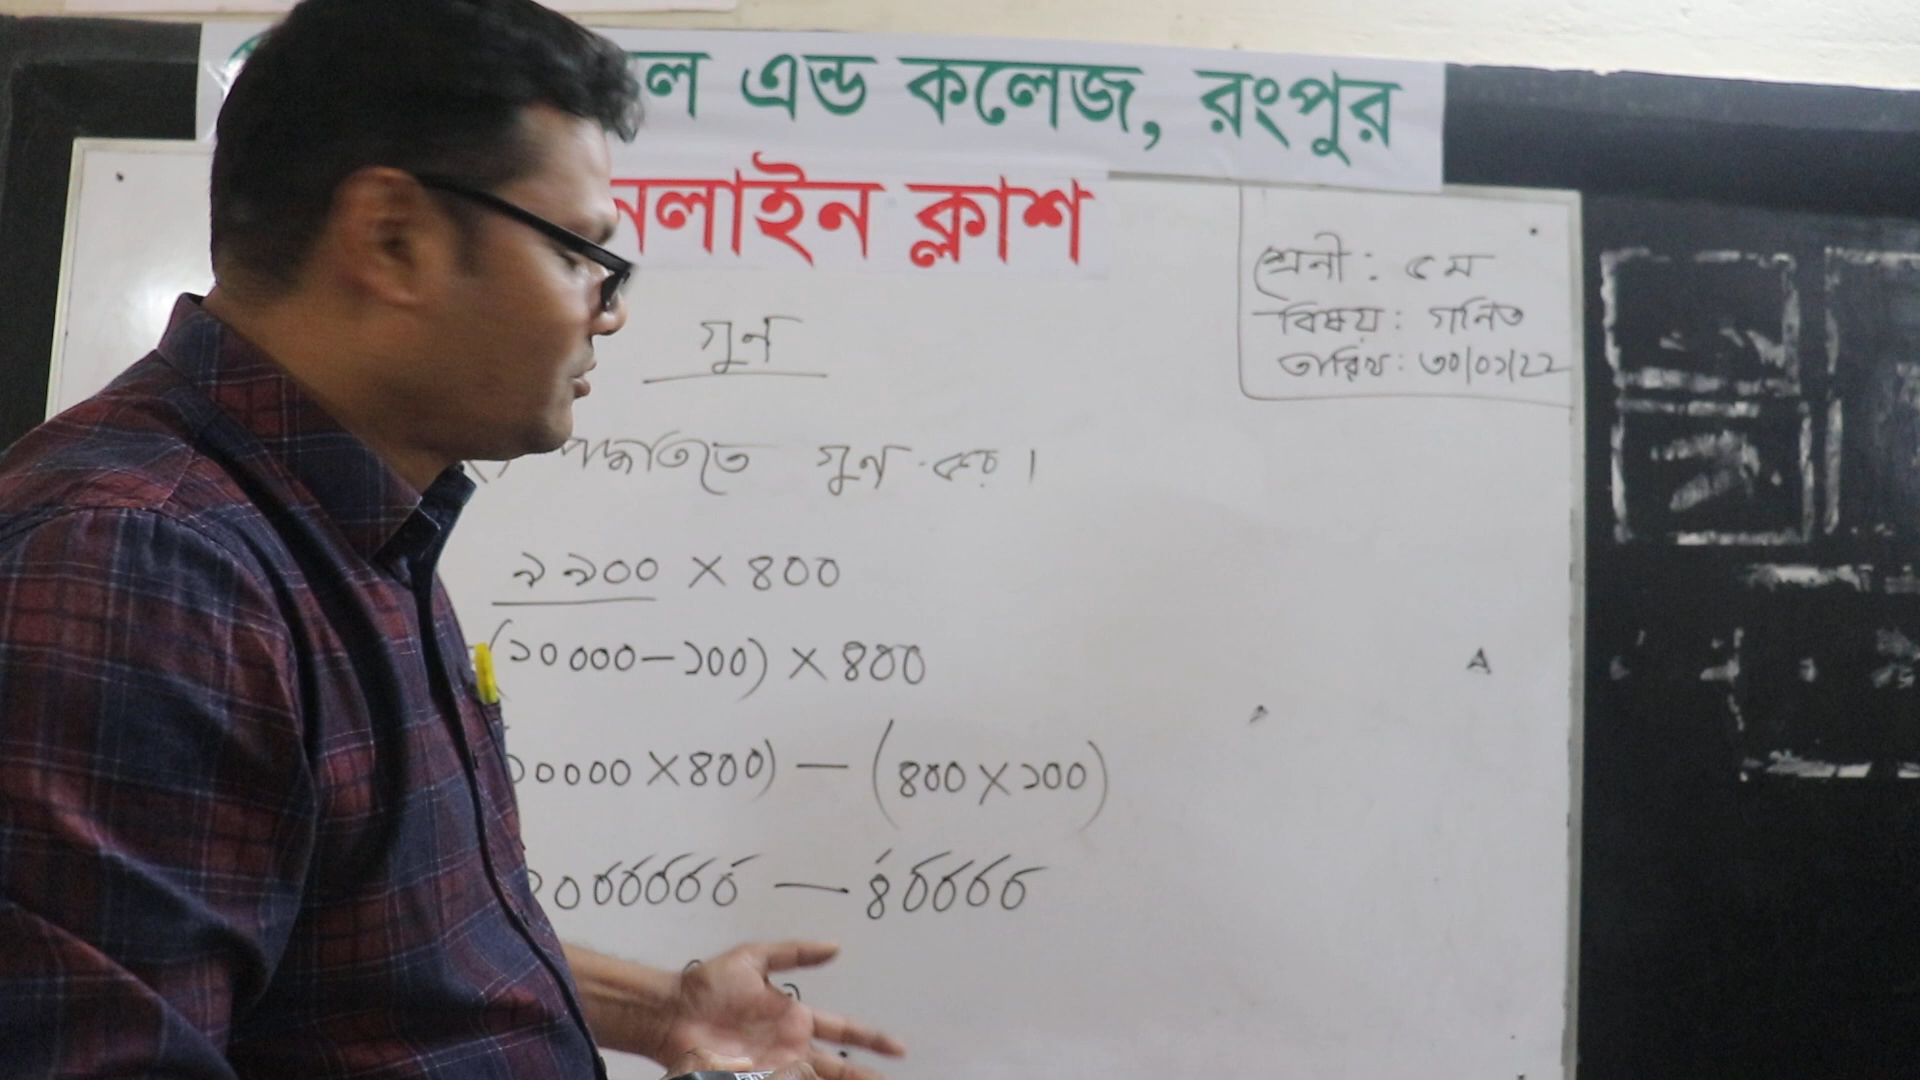 ল এন্ড কলেজ, রংপুর
নলাইন ক্লাশ
শ্রেনী : ৫ম
বিষয় : গনিত
তারিখ : ৩০/০১/২২
গুন
পদ্ধতিতে গুন কর।
৯৯০০ × ৪০০
(১০০০০ – ১০০) × ৪০০
০০০০ × ৪০০) – (৪০০ × ১০০)
০০০০০০ – ৪০০০০